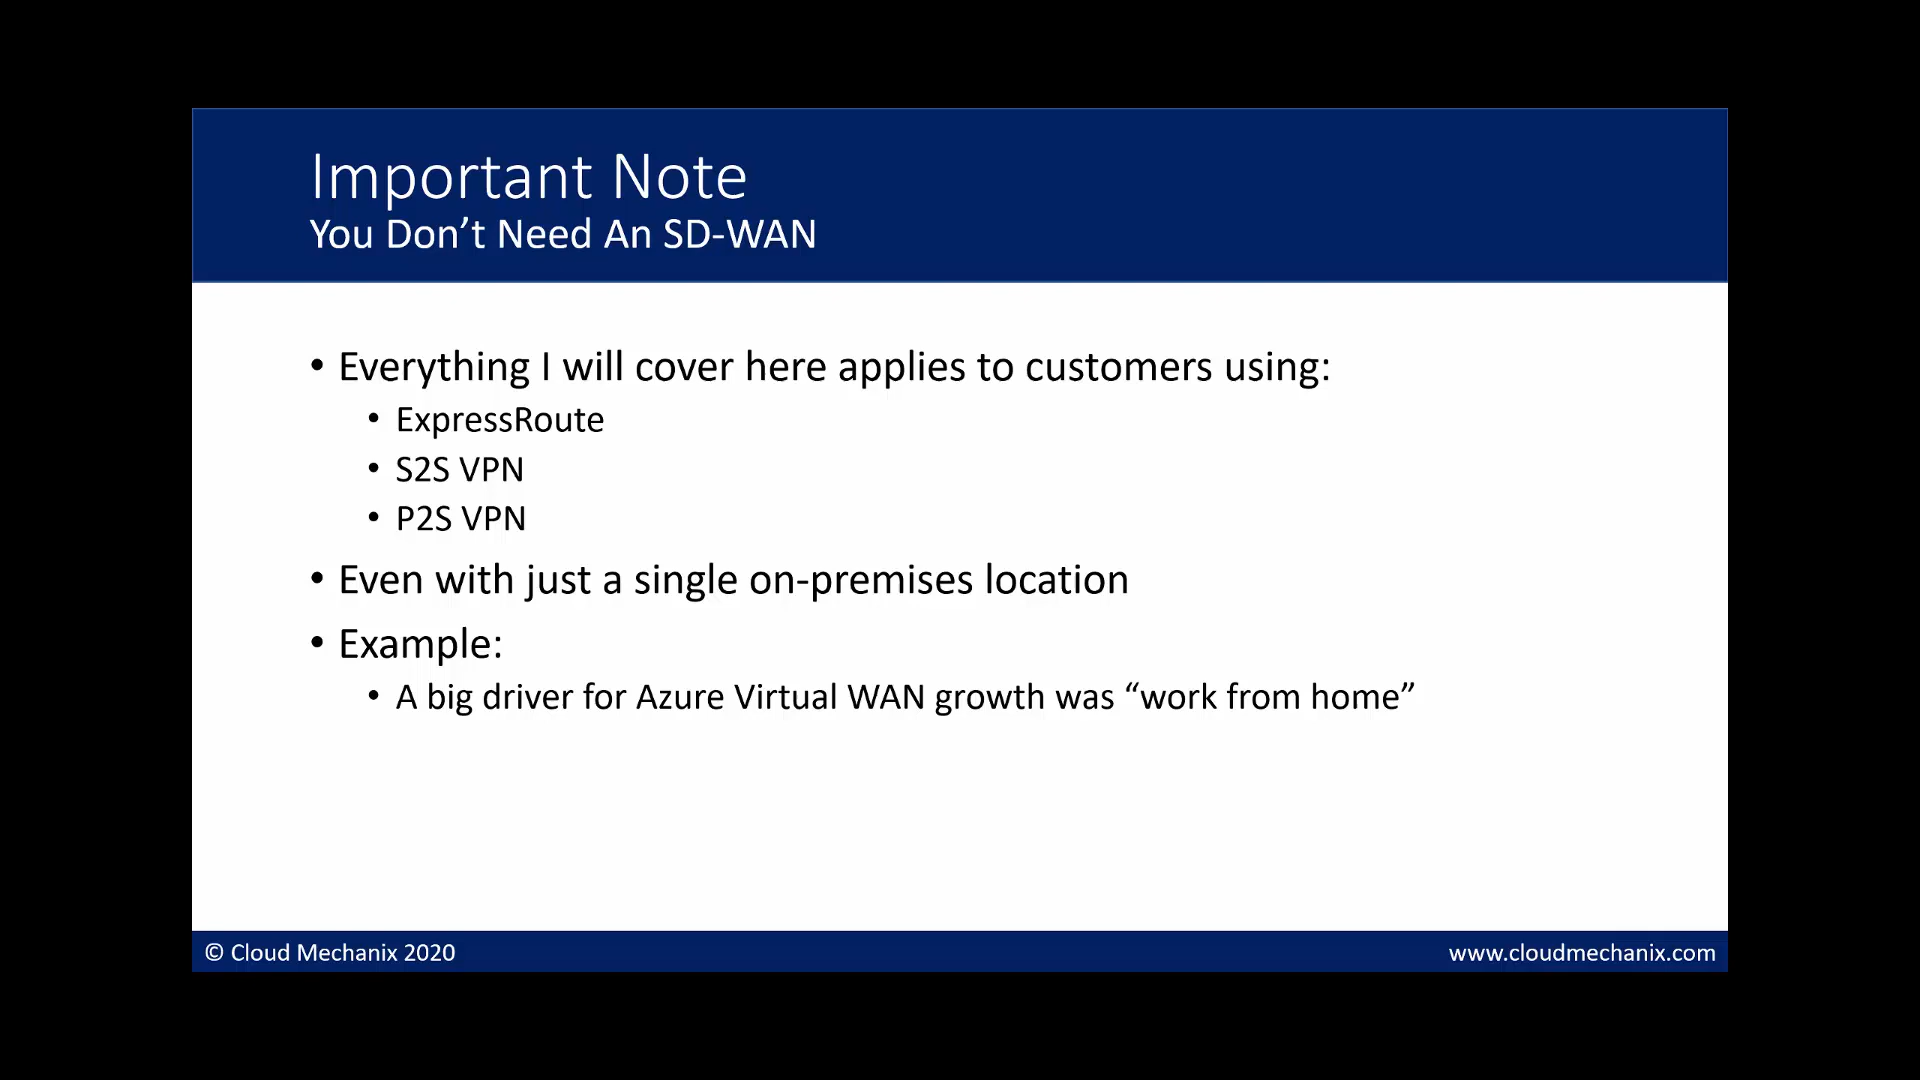 Important Note
You Don’t Need An SD-WAN
• Everything I will cover here applies to customers using:
• ExpressRoute
• S2S VPN
• P2S VPN
• Even with just a single on-premises location
• Example:
• A big driver for Azure Virtual WAN growth was “work from home”
© Cloud Mechanix 2020
www.cloudmechanix.com